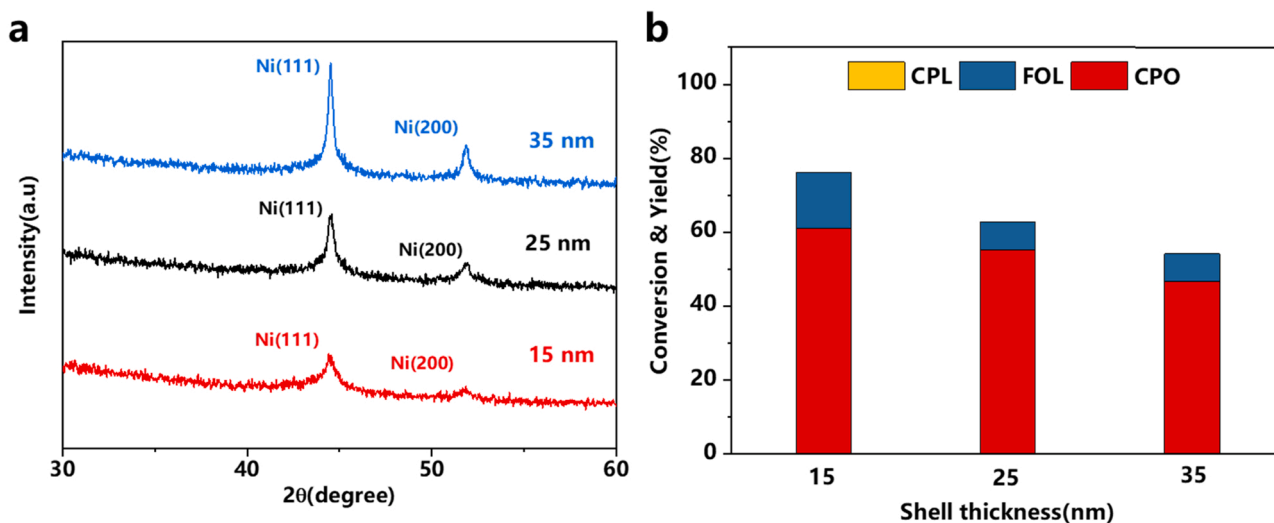 a
Ni(111)
Ni(200)
35 nm
Ni(111)
Ni(200)
25 nm
Ni(111)
Ni(200)
15 nm
Intensity(a.u)
30
40
50
60
2θ(degree)
b
CPL
FOL
CPO
Conversion & Yield(%)
100
80
60
40
20
0
15
25
35
Shell thickness(nm)